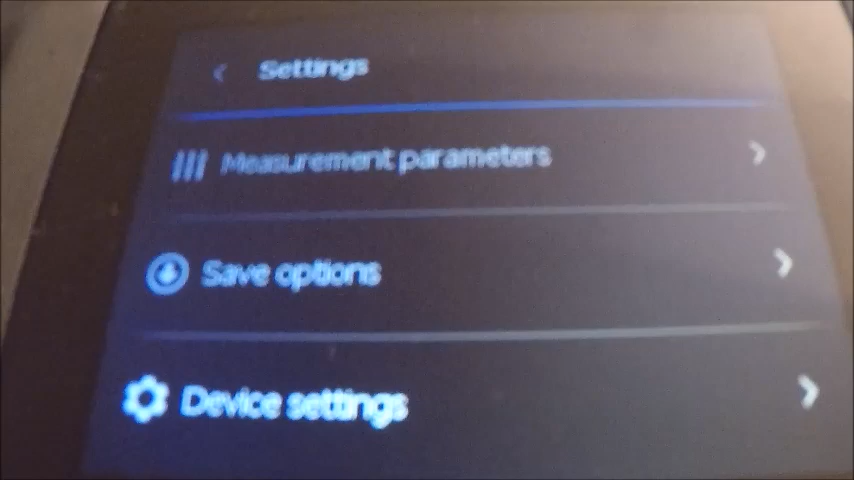 Settings
Measurement parameters
Save options
Device settings